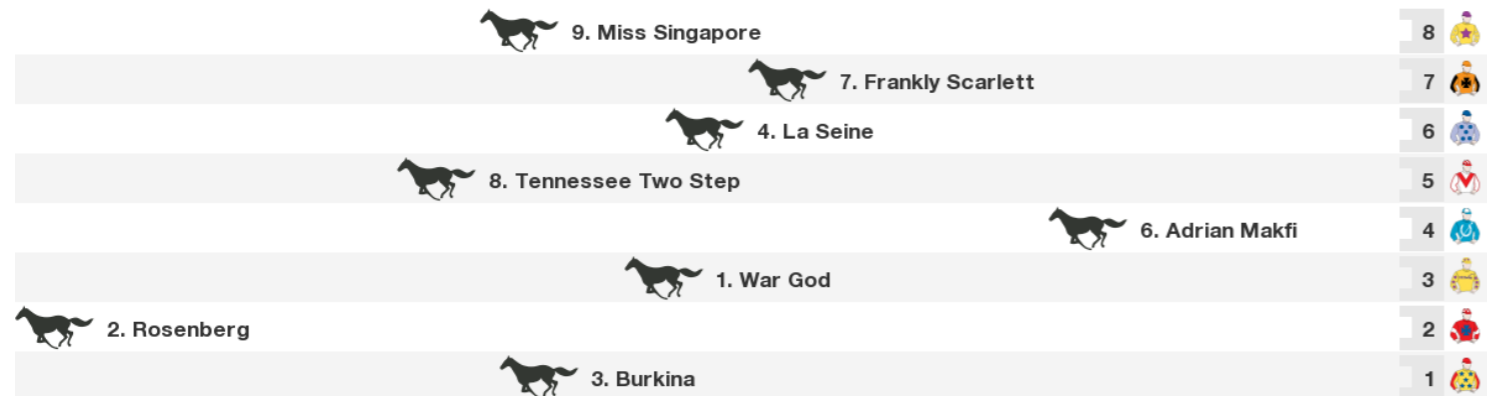 9. Miss Singapore 8
7. Frankly Scarlett 7
4. La Seine 6
8. Tennessee Two Step 5
6. Adrian Makfi 4
1. War God 3
2. Rosenberg 2
3. Burkina 1